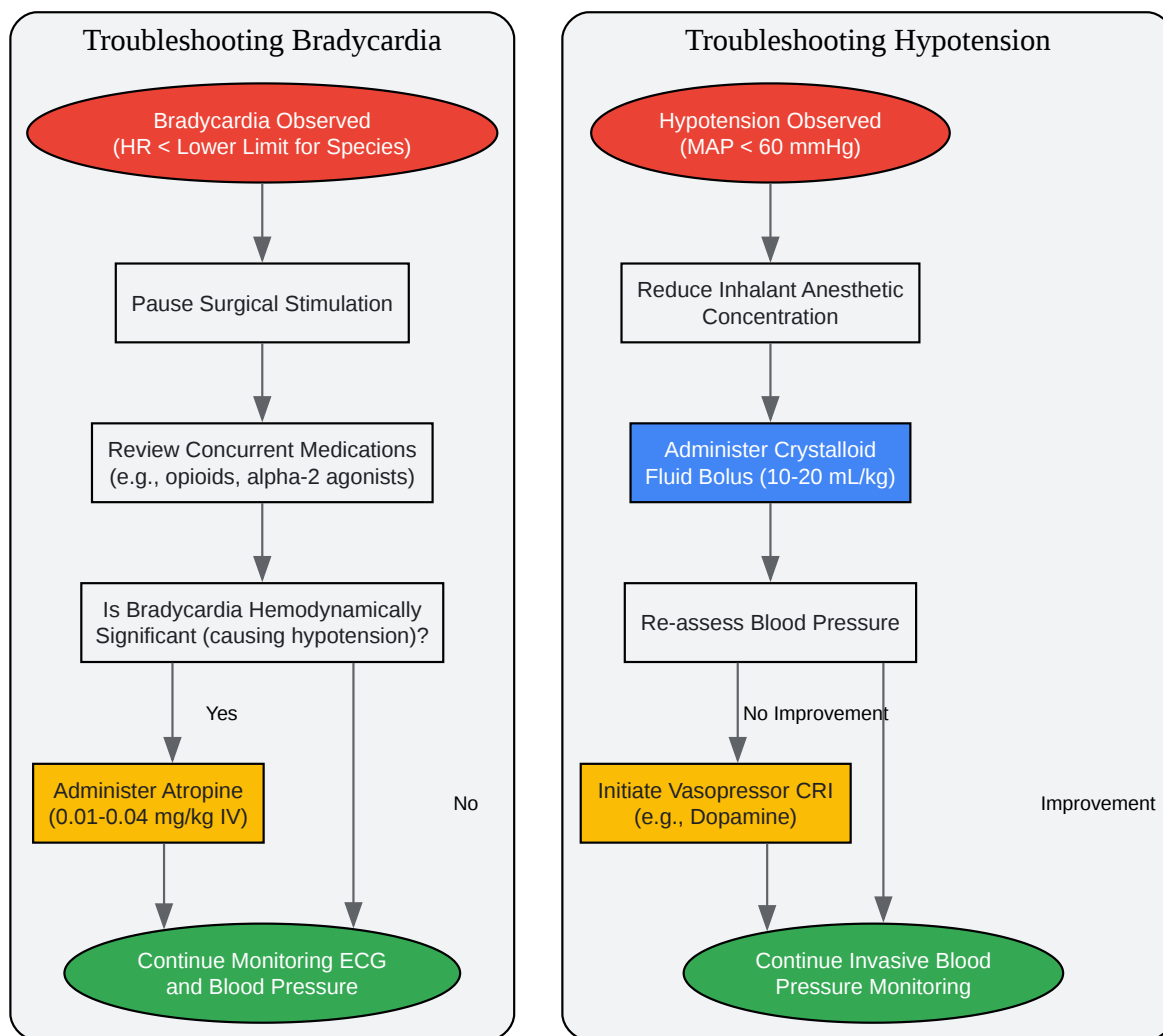 Troubleshooting Bradycardia
Bradycardia Observed
(HR < Lower Limit for Species)
Pause Surgical Stimulation
Review Concurrent Medications
(e.g., opioids, alpha-2 agonists)
Is Bradycardia Hemodynamically
Significant (causing hypotension)?
Yes
No
Administer Atropine
(0.01-0.04 mg/kg IV)
Continue Monitoring ECG
and Blood Pressure
Troubleshooting Hypotension
Hypotension Observed
(MAP < 60 mmHg)
Reduce Inhalant Anesthetic
Concentration
Administer Crystalloid
Fluid Bolus (10-20 mL/kg)
Re-assess Blood Pressure
No Improvement
Improvement
Initiate Vasopressor CRI
(e.g., Dopamine)
Continue Invasive Blood
Pressure Monitoring